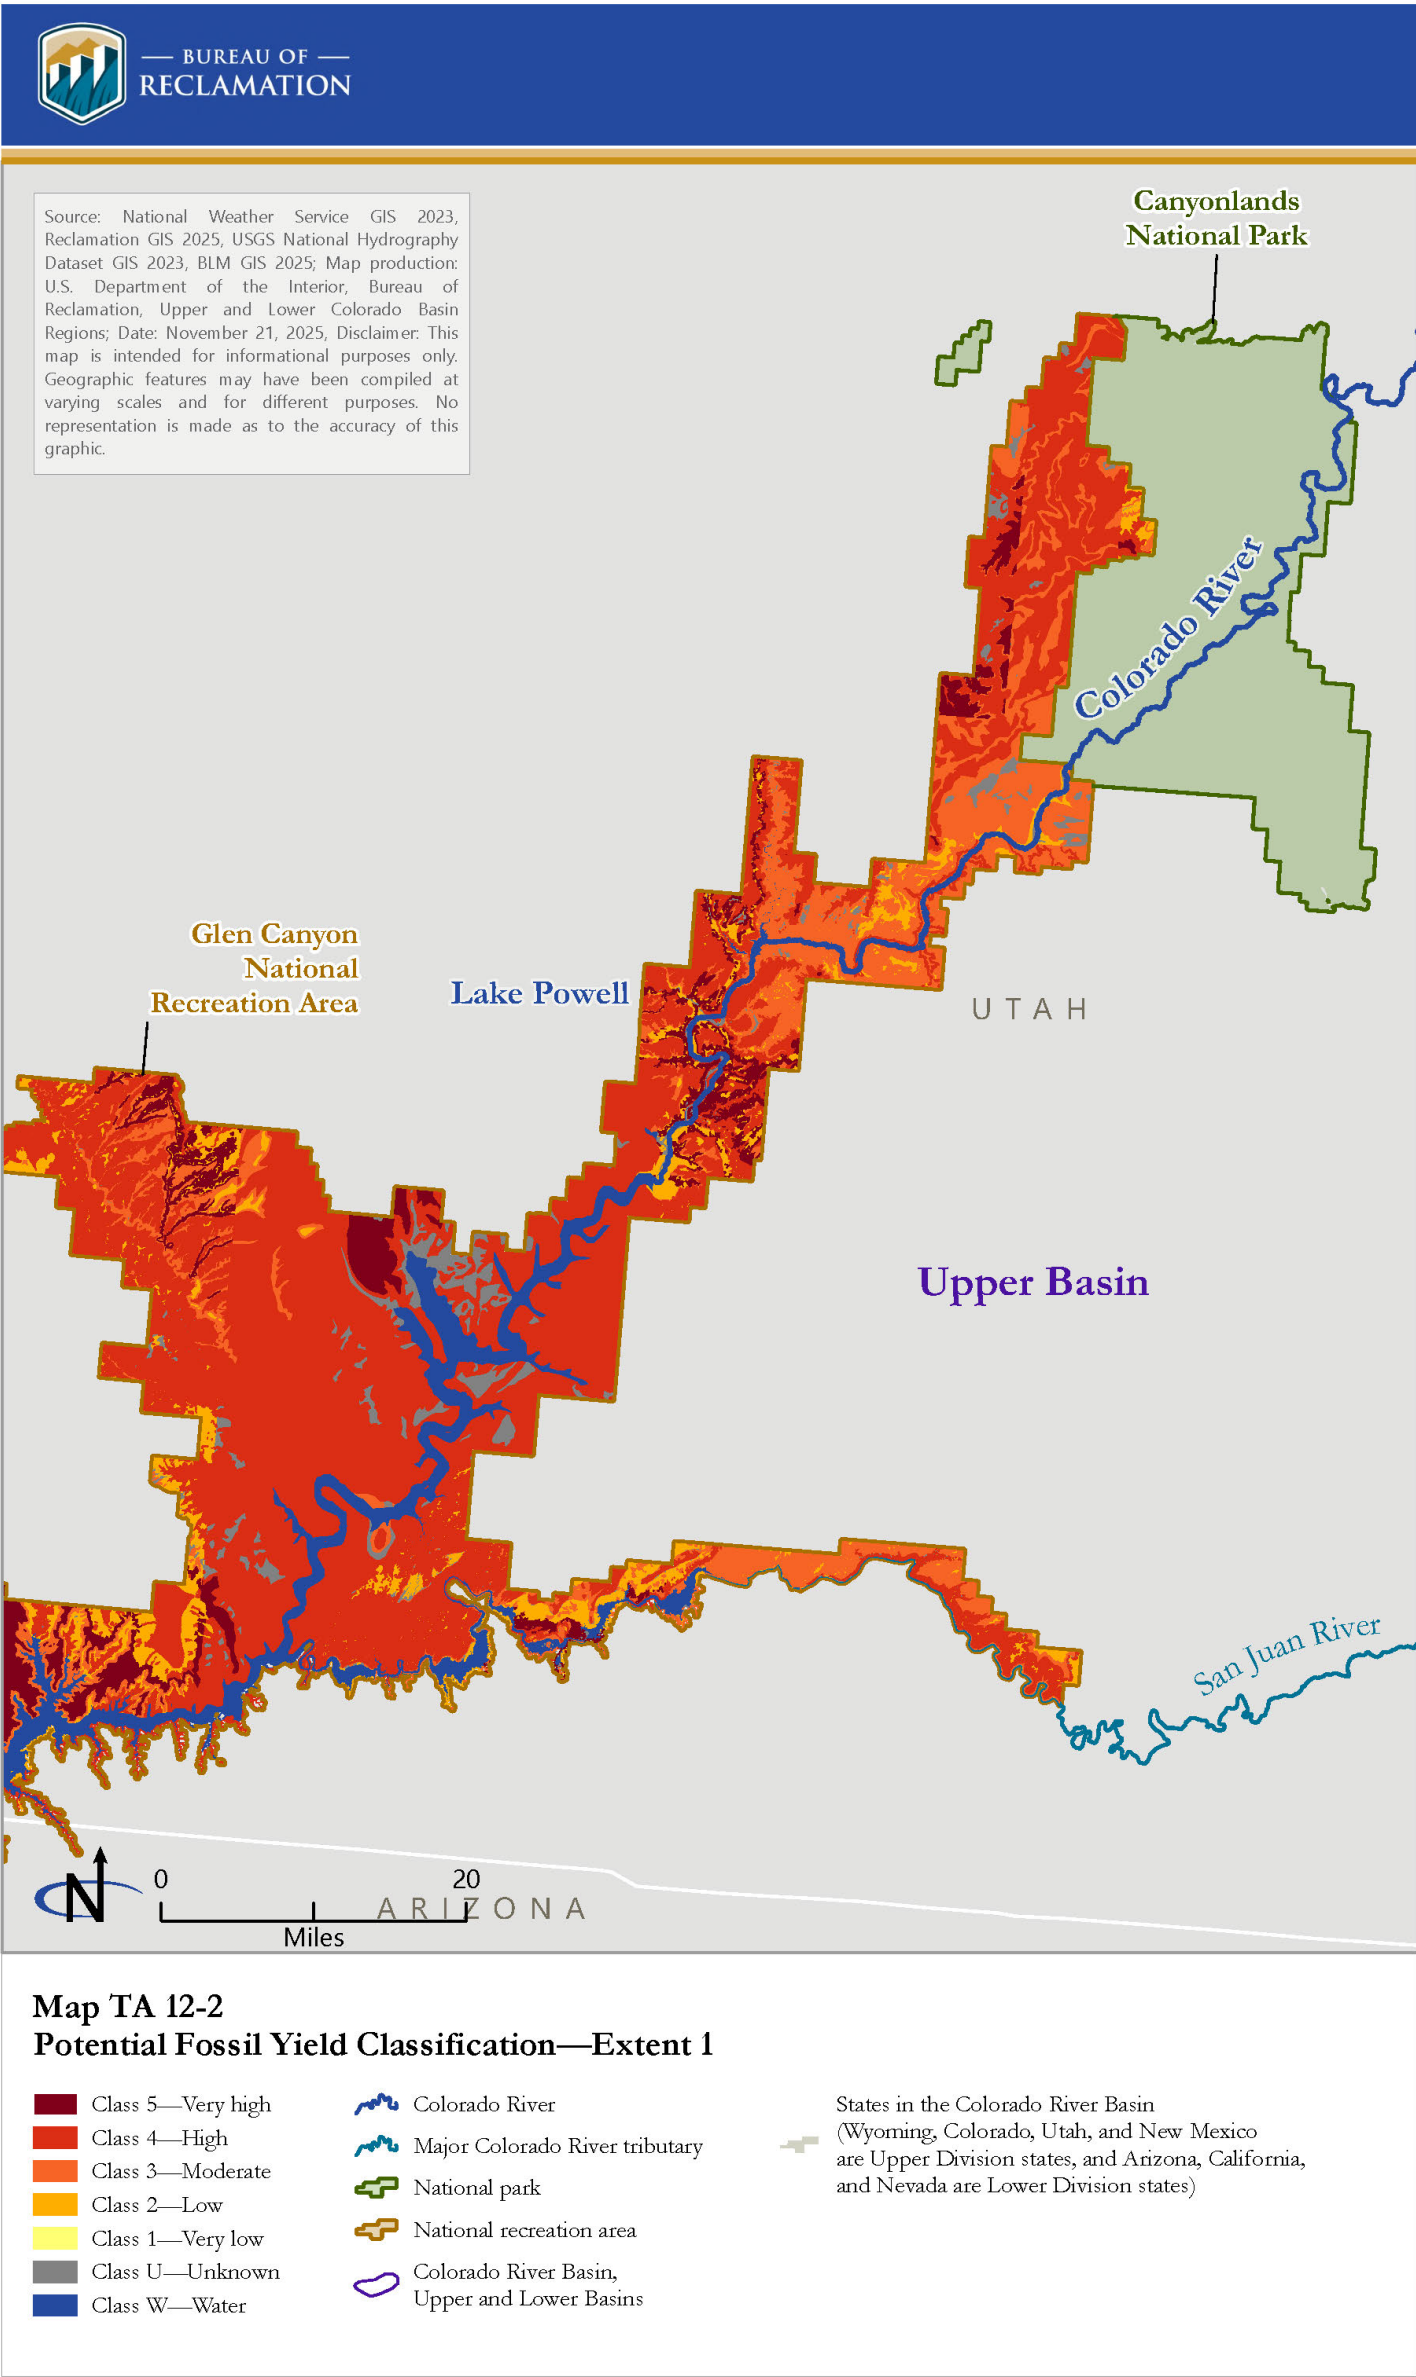 BUREAU OF
RECLAMATION
Source: National Weather Service GIS 2023,
Reclamation GIS 2025, USGS National Hydrography
Dataset GIS 2023, BLM GIS 2025; Map production:
U.S. Department of the Interior, Bureau of
Reclamation, Upper and Lower Colorado Basin
Regions; Date: November 21, 2025, Disclaimer: This
map is intended for informational purposes only.
Geographic features may have been compiled at
varying scales and for different purposes. No
representation is made as to the accuracy of this
graphic.
Canyonlands
National Park
Colorado River
Glen Canyon
National
Recreation Area
Lake Powell
UTAH
Upper Basin
San Juan River
N
0 20
Miles
ARIZONA
Map TA 12-2
Potential Fossil Yield Classification—Extent 1
Class 5—Very high
Class 4—High
Class 3—Moderate
Class 2—Low
Class 1—Very low
Class U—Unknown
Class W—Water
Colorado River
Major Colorado River tributary
National park
National recreation area
Colorado River Basin,
Upper and Lower Basins
States in the Colorado River Basin
(Wyoming, Colorado, Utah, and New Mexico
are Upper Division states, and Arizona, California,
and Nevada are Lower Division states)